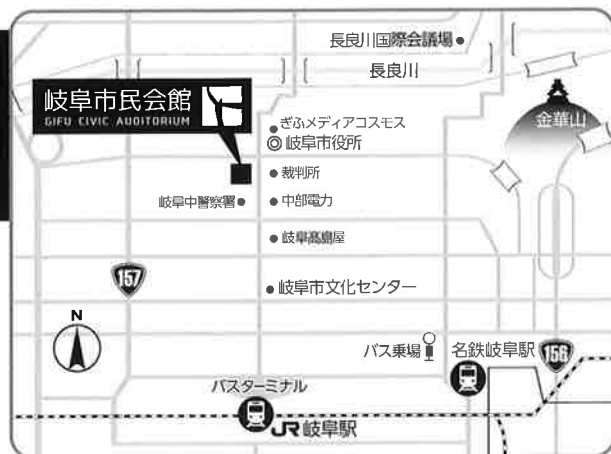 長良川国際会議場
長良川
岐阜市民会館
GIFU CIVIC AUDITORIUM
金華山
ぎふメディアコスモス
岐阜市役所
裁判所
岐阜中警察署
中部電力
岐阜髙島屋
157
岐阜市文化センター
N
バス乗場
名鉄岐阜駅
156
バスターミナル
JR岐阜駅